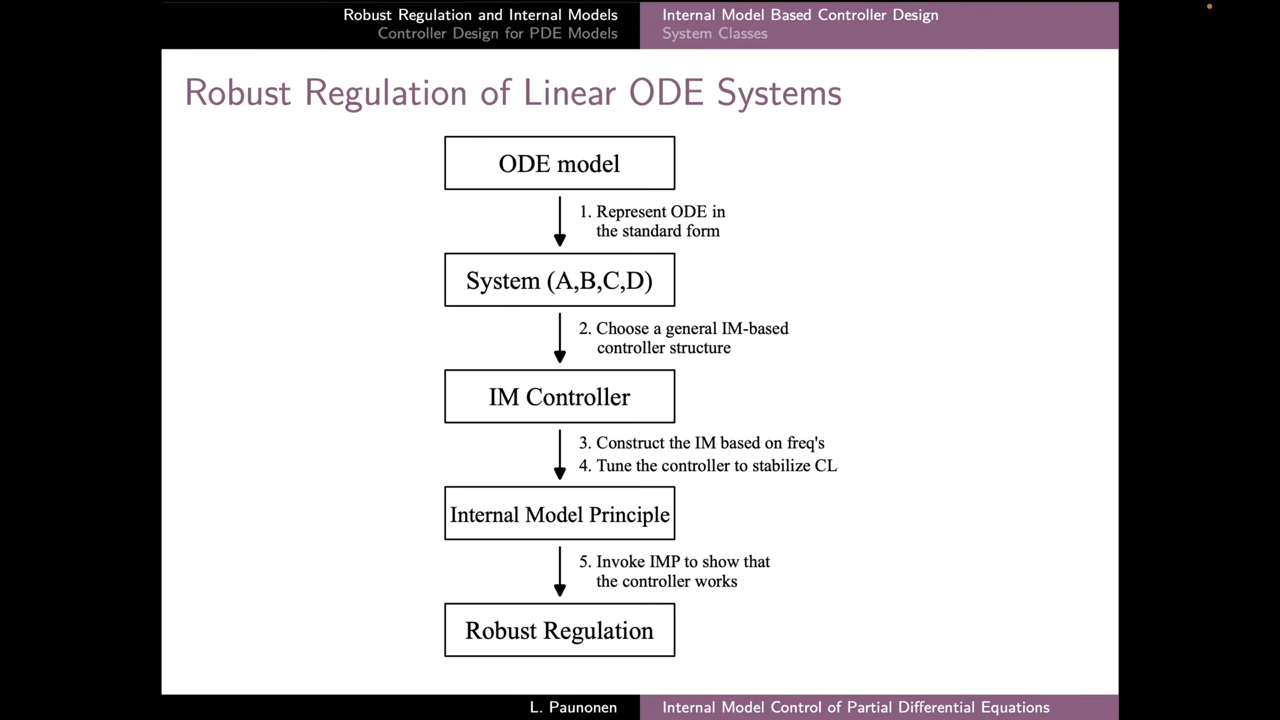 Robust Regulation and Internal Models
Controller Design for PDE Models
Internal Model Based Controller Design
System Classes
Robust Regulation of Linear ODE Systems
ODE model
1. Represent ODE in
the standard form
System (A,B,C,D)
2. Choose a general IM-based
controller structure
IM Controller
3. Construct the IM based on freq's
4. Tune the controller to stabilize CL
Internal Model Principle
5. Invoke IMP to show that
the controller works
Robust Regulation
L. Paunonen
Internal Model Control of Partial Differential Equations